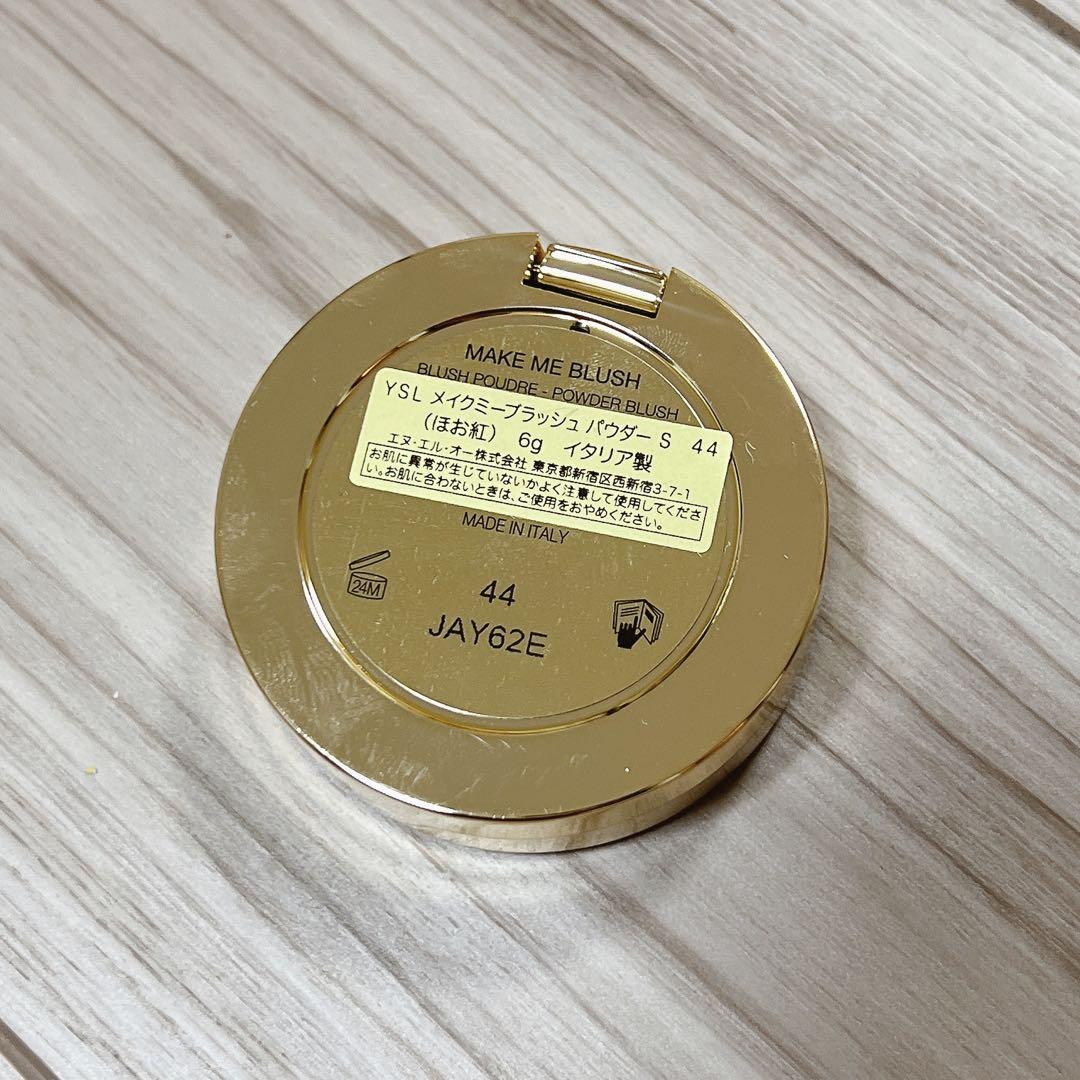 MAKE ME BLUSH
BLUSH POUDRE - POWDER BLUSH
YSL メイクミーブラッシュ パウダー S 44
(ほお紅) 6g イタリア製
エヌ・エル・オー株式会社 東京都新宿区西新宿3-7-1
お肌に異常が生じていないかよく注意して使用してくださ
い。お肌に合わないときは、ご使用をおやめください。
MADE IN ITALY
24M
44
JAY62E